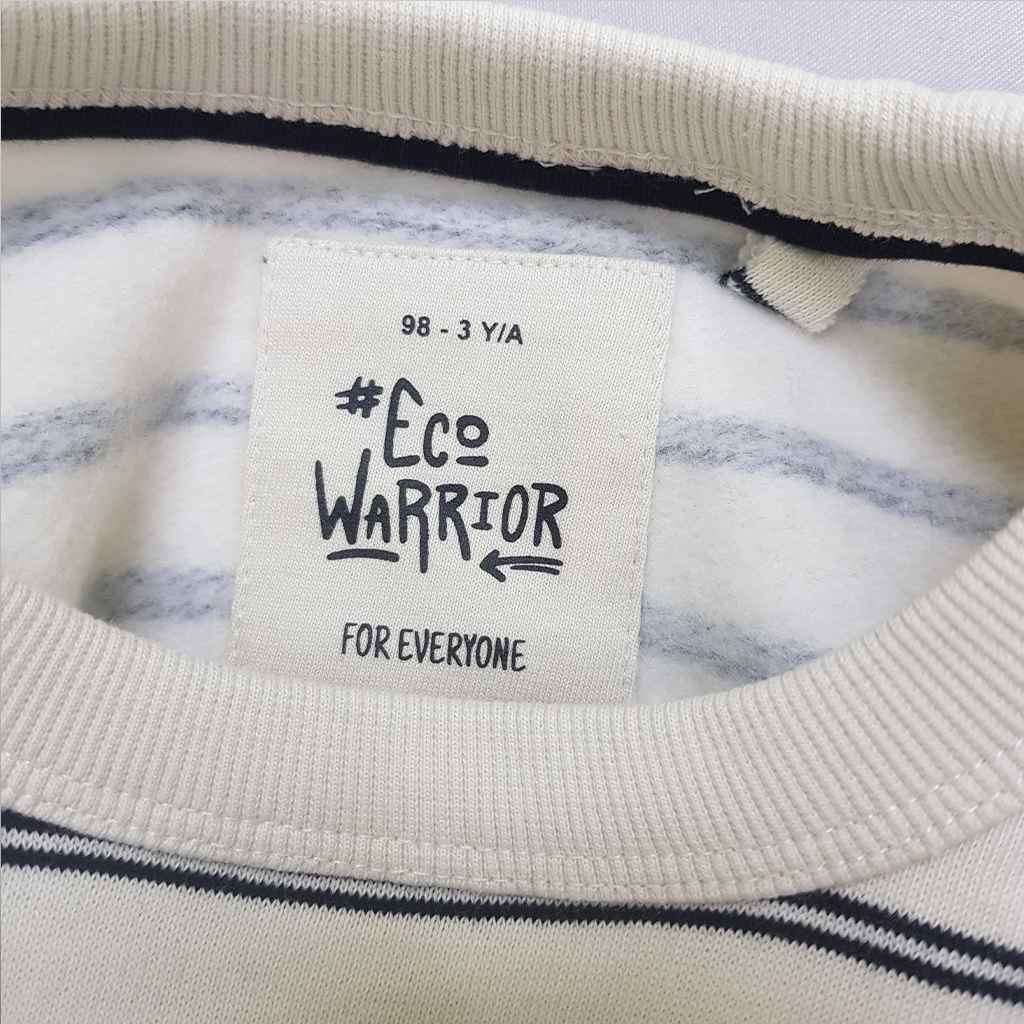 98 - 3 Y/A
#Eco
WARRIOR
FOR EVERYONE